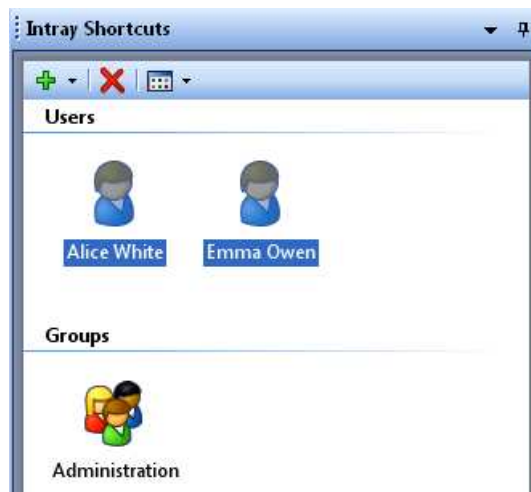 Intray Shortcuts
Users
Alice White Emma Owen
Groups
Administration